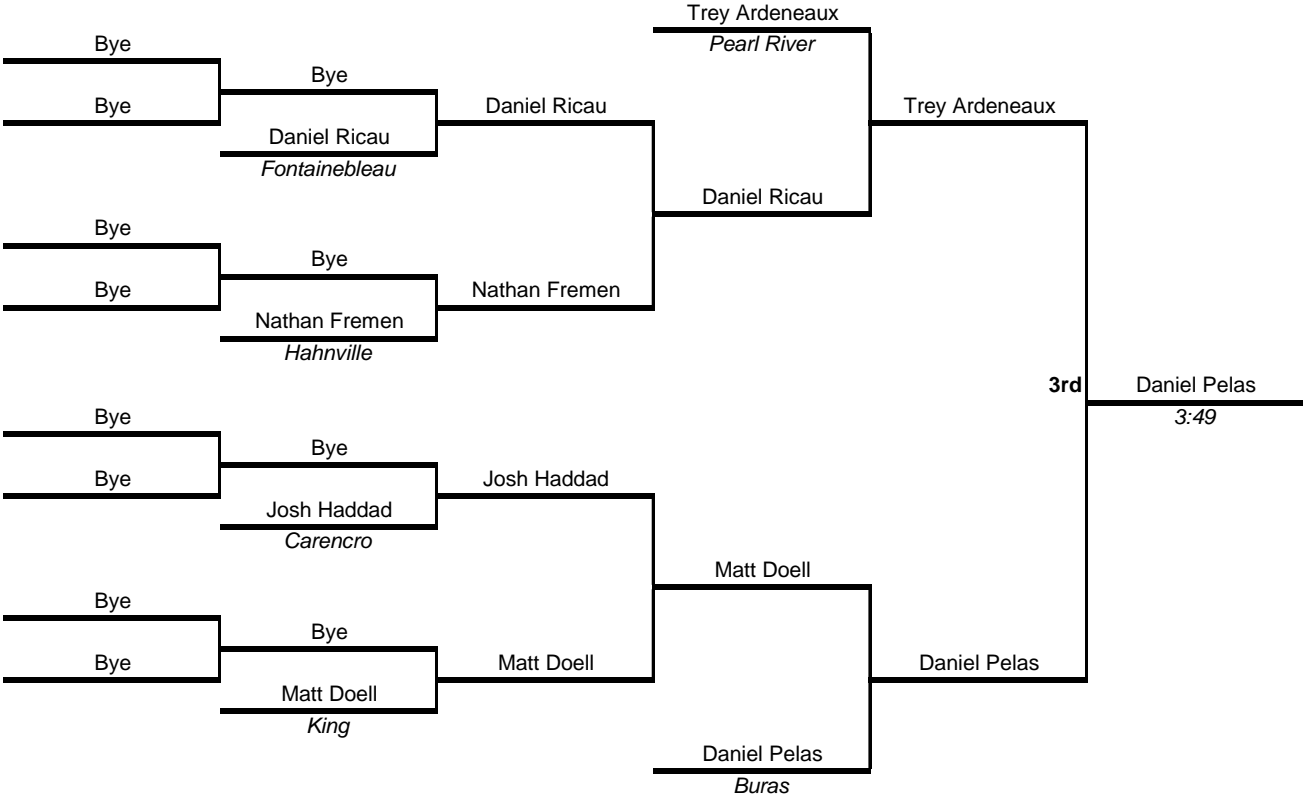 Trey Ardeneaux
Pearl River
Bye
Bye
Bye
Daniel Ricau
Trey Ardeneaux
Daniel Ricau
Fontainebleau
Daniel Ricau
Bye
Bye
Bye
Nathan Fremen
Nathan Fremen
Hahnville
3rd
Daniel Pelas
3:49
Bye
Bye
Bye
Josh Haddad
Josh Haddad
Carencro
Matt Doell
Bye
Bye
Bye
Matt Doell
Daniel Pelas
Matt Doell
King
Daniel Pelas
Buras